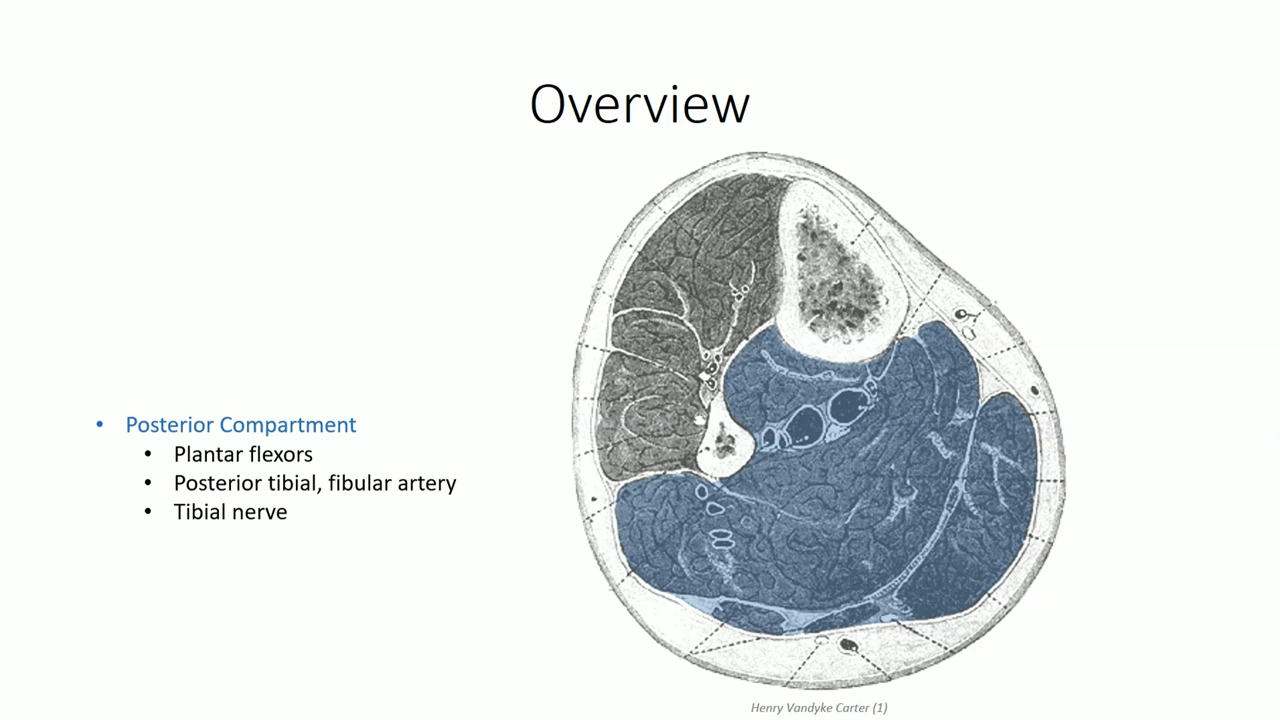 Overview
• Posterior Compartment
• Plantar flexors
• Posterior tibial, fibular artery
• Tibial nerve
Henry Vandyke Carter (1)